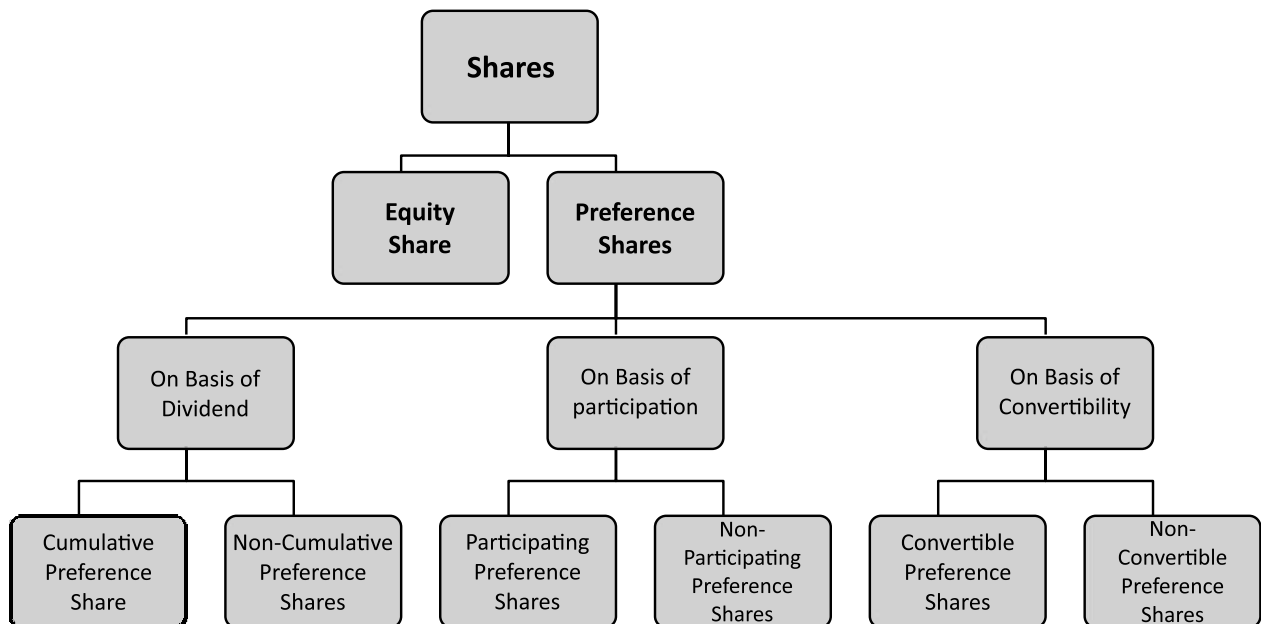 Shares
Equity
Share
Preference
Shares
On Basis of
Dividend
On Basis of
participation
On Basis of
Convertibility
Cumulative
Preference
Share
Non-Cumulative
Preference
Shares
Participating
Preference
Shares
Non-
Participating
Preference
Shares
Convertible
Preference
Shares
Non-
Convertible
Preference
Shares